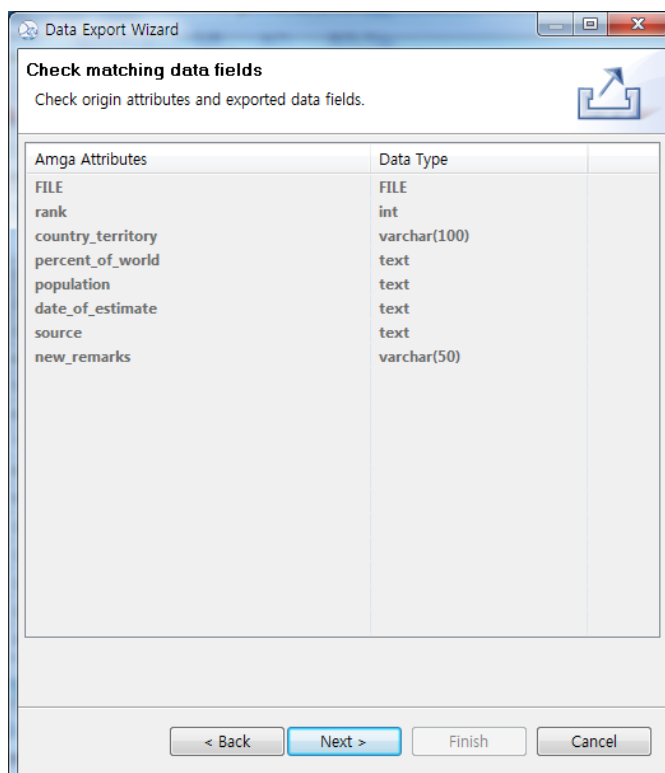 Data Export Wizard
Check matching data fields
Check origin attributes and exported data fields.
Amga Attributes Data Type
FILE FILE
rank int
country_territory varchar(100)
percent_of_world text
population text
date_of_estimate text
source text
new_remarks varchar(50)
< Back Next > Finish Cancel